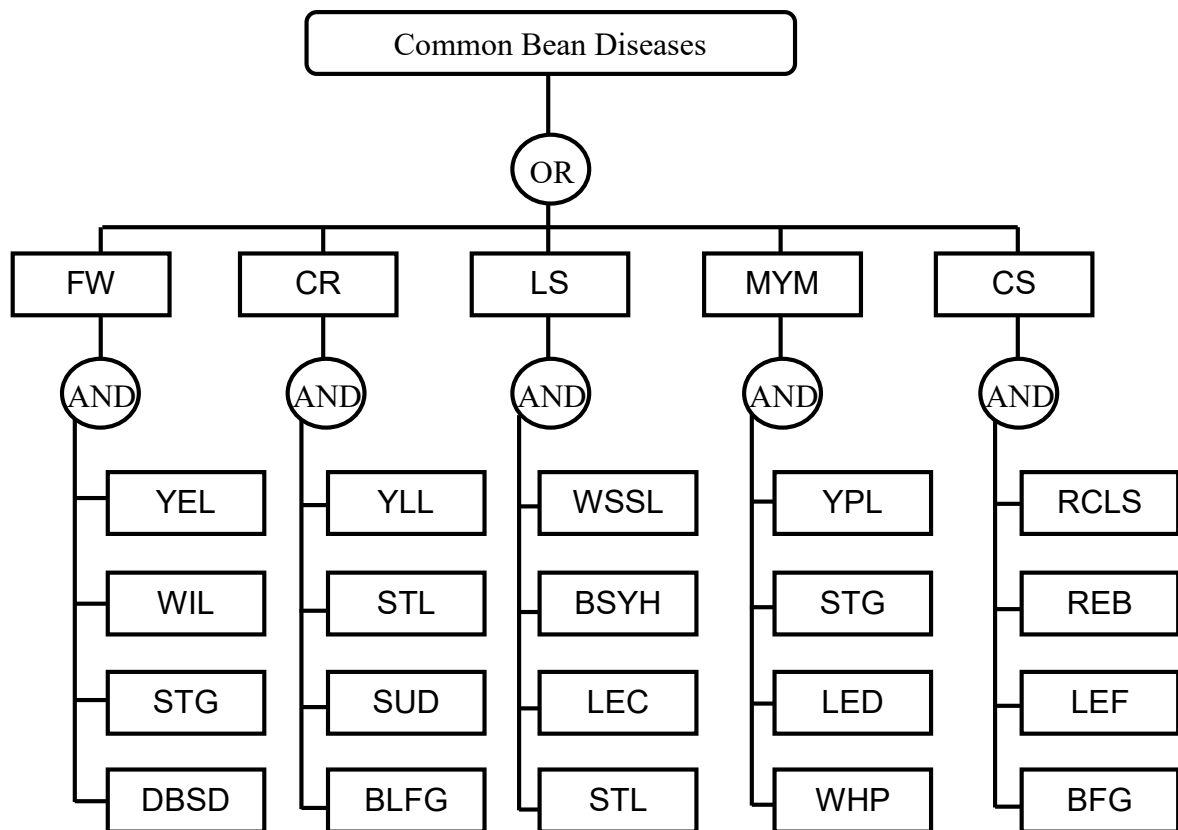 Common Bean Diseases
OR
FW
CR
LS
MYM
CS
AND
AND
AND
AND
AND
YEL
YLL
WSSL
YPL
RCLS
WIL
STL
BSYH
STG
REB
STG
SUD
LEC
LED
LEF
DBSD
BLFG
STL
WHP
BFG